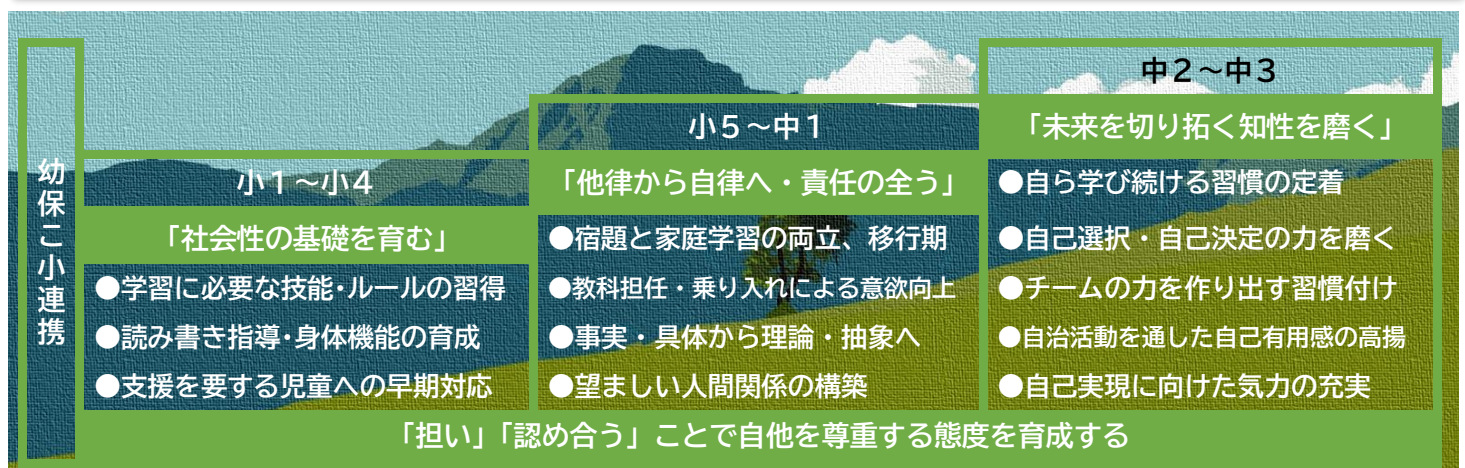 幼保こ小連携
小1～小4
「社会性の基礎を育む」
●学習に必要な技能･ルールの習得
●読み書き指導･身体機能の育成
●支援を要する児童への早期対応
小5～中1
「他律から自律へ・責任の全う」
●宿題と家庭学習の両立、移行期
●教科担任・乗り入れによる意欲向上
●事実・具体から理論・抽象へ
●望ましい人間関係の構築
中2～中3
「未来を切り拓く知性を磨く」
●自ら学び続ける習慣の定着
●自己選択・自己決定の力を磨く
●チームの力を作り出す習慣付け
●自治活動を通した自己有用感の高揚
●自己実現に向けた気力の充実
「担い」「認め合う」ことで自他を尊重する態度を育成する